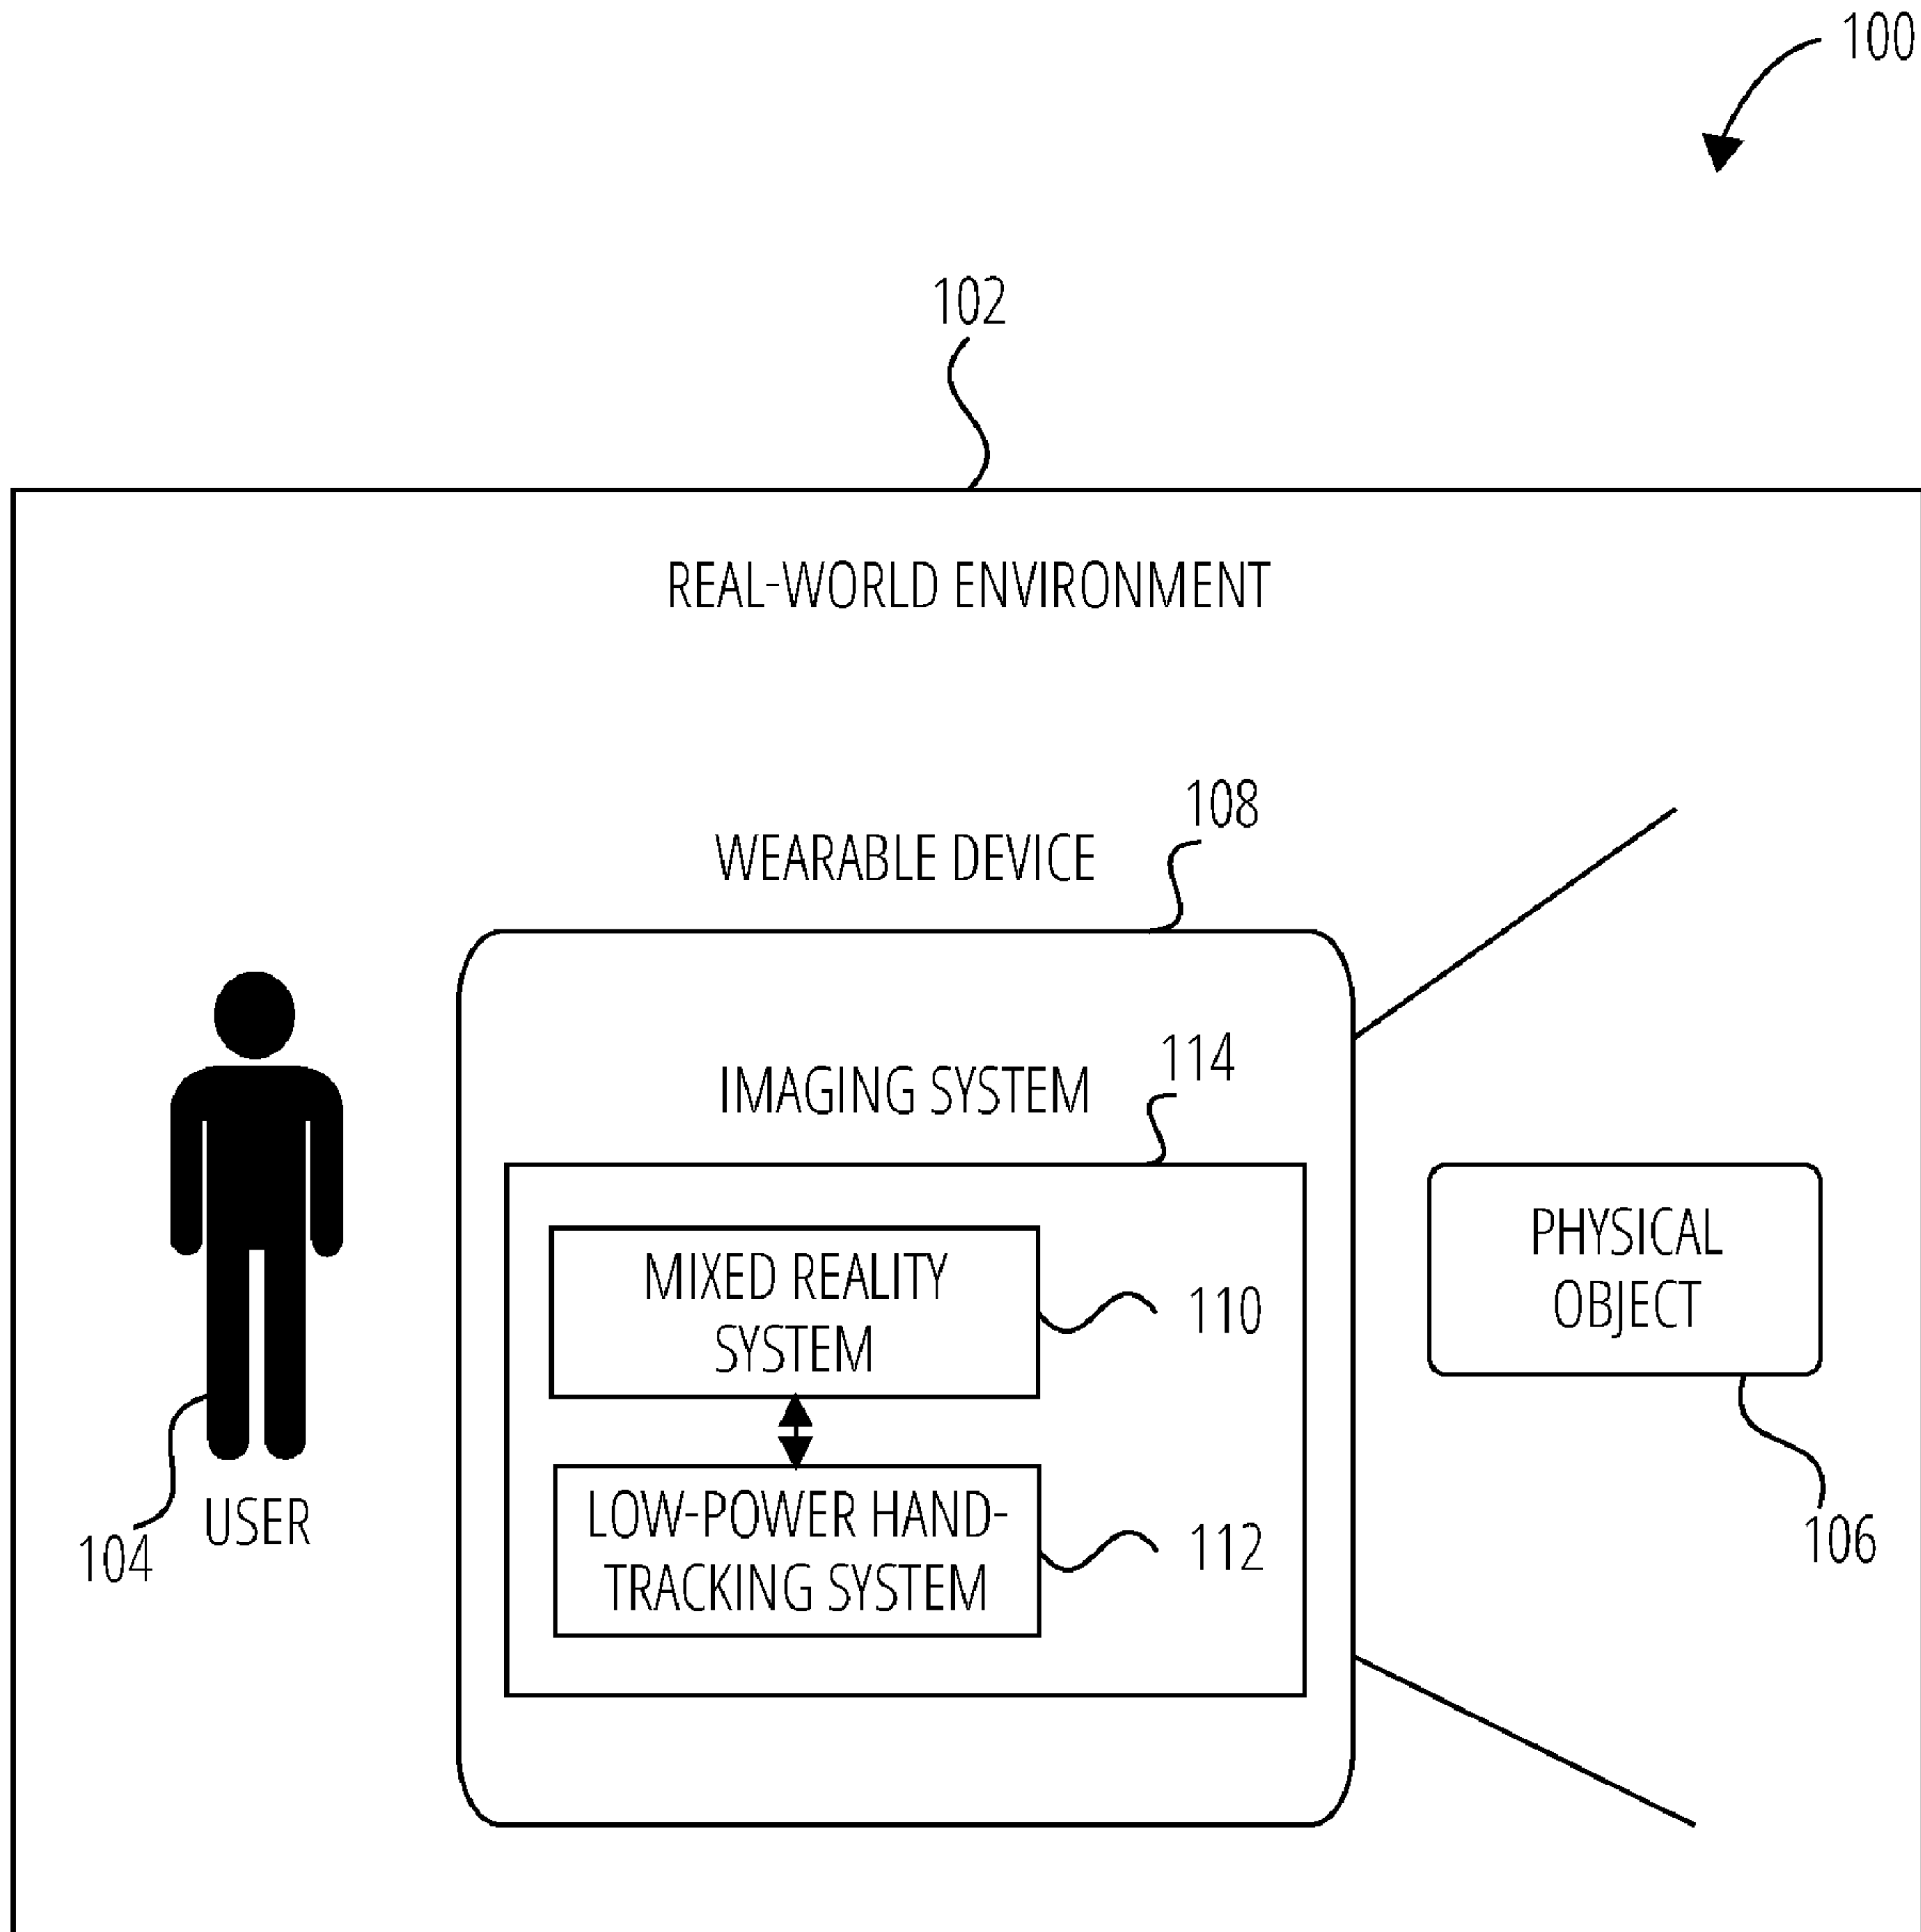 100
102
REAL-WORLD ENVIRONMENT
108
WEARABLE DEVICE
114
IMAGING SYSTEM
MIXED REALITY
SYSTEM
110
PHYSICAL
OBJECT
LOW-POWER HAND-
TRACKING SYSTEM
112
USER
104
106